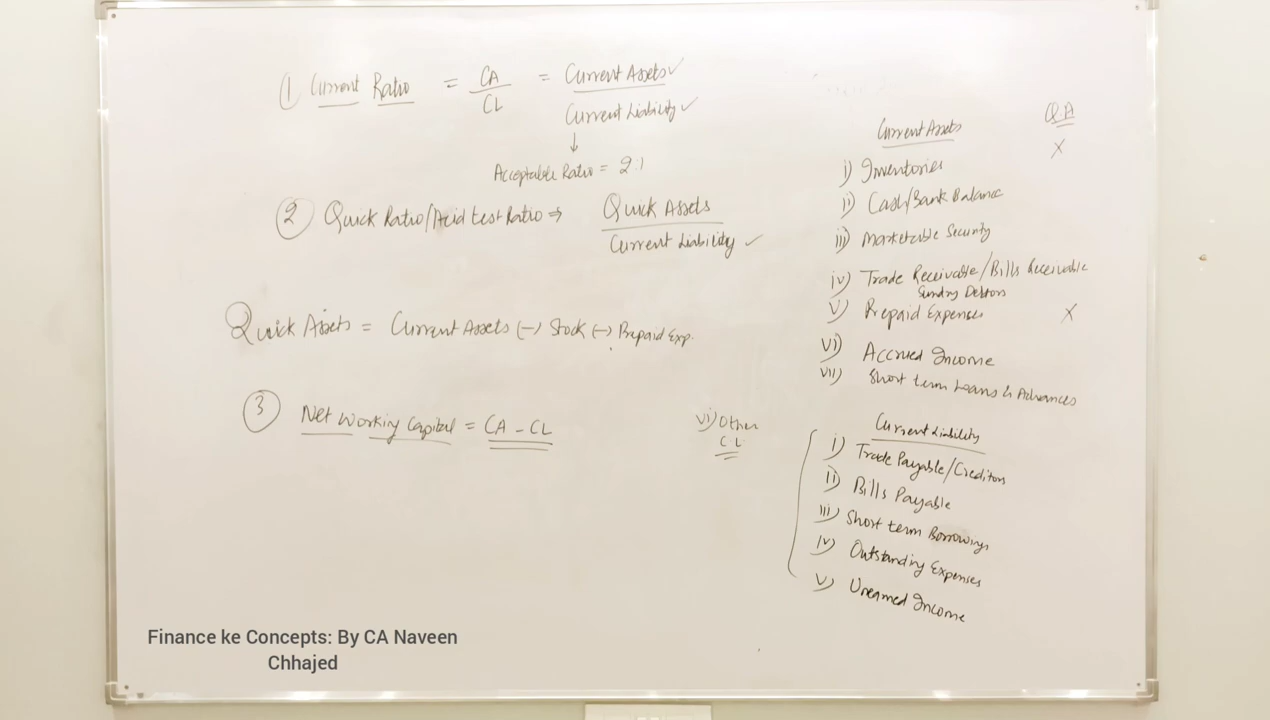 1) Current Ratio = CA / CL = Current Assets ✓ / Current Liability ✓
↓
Acceptable Ratio = 2:1
2 Quick Ratio/Acid test Ratio ⇒ Quick Assets / Current Liability ✓
Quick Assets = Current Assets (-) Stock (-) Prepaid Exp.
3 Net Working Capital = CA - CL
Current Assets Q.A
i) Inventories X
ii) Cash/Bank Balance
iii) Marketable Security
iv) Trade Receivable/Bills Receivable
Sundry Debtors
v) Prepaid Expenses X
vi) Accrued Income
vii) Short term Loans & Advances
Current Liability
i) Trade Payable/Creditors
ii) Bills Payable
iii) Short term Borrowings
iv) Outstanding Expenses
v) Unearned Income
vi) Other
CL
Finance ke Concepts: By CA Naveen
Chhajed